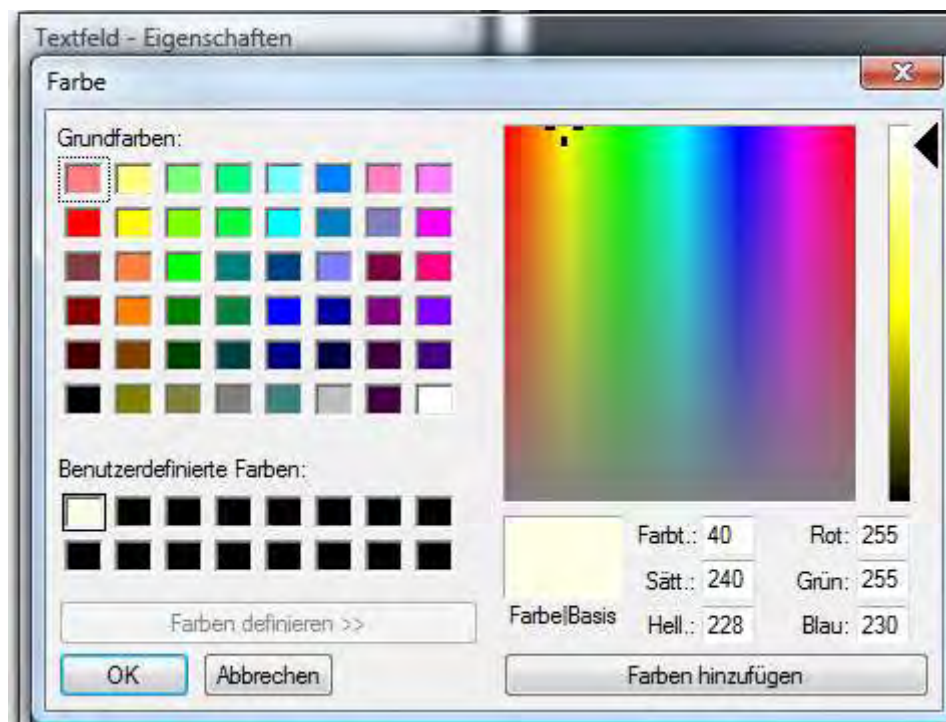 Textfeld - Eigenschaften
Farbe
Grundfarben:
Benutzerdefinierte Farben:
Farben definieren >>
OK
Abbrechen
Farbe|Basis
Farbt.: 40
Sätt.: 240
Hell.: 228
Rot: 255
Grün: 255
Blau: 230
Farben hinzufügen